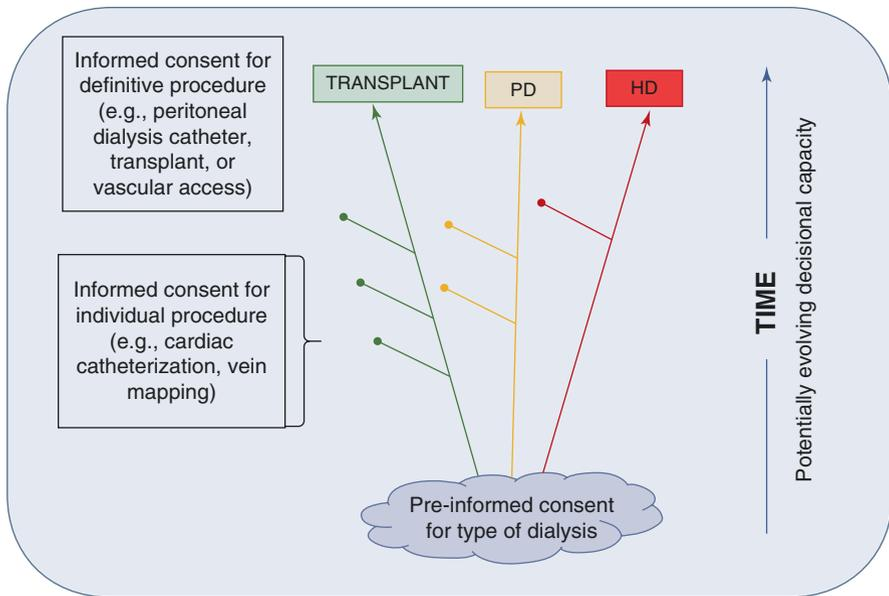 Informed consent for
definitive procedure
(e.g., peritoneal
dialysis catheter,
transplant, or
vascular access)
TRANSPLANT
PD
HD
Informed consent for
individual procedure
(e.g., cardiac
catheterization, vein
mapping)
TIME
Potentially evolving decisional capacity
Pre-informed consent
for type of dialysis